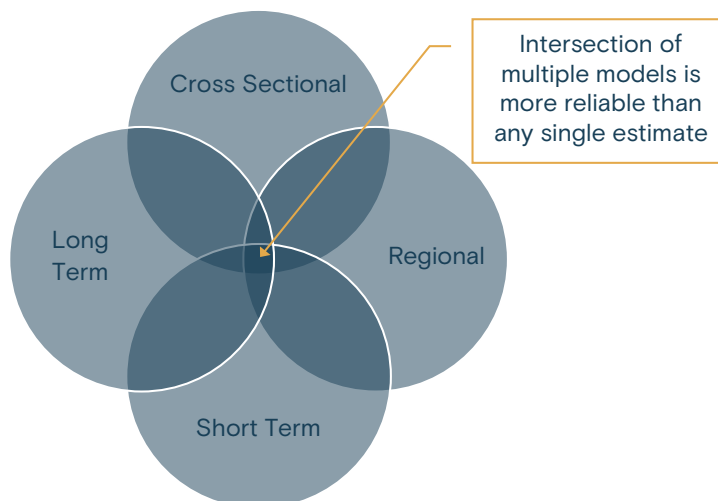 Cross Sectional
Intersection of
multiple models is
more reliable than
any single estimate
Long
Term
Regional
Short Term